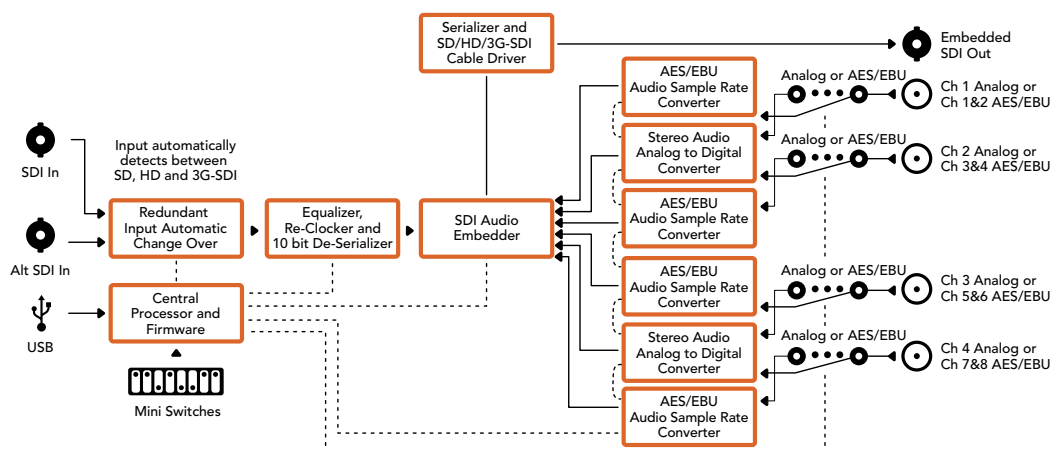 Serializer and
SD/HD/3G-SDI
Cable Driver
Embedded
SDI Out
AES/EBU
Audio Sample Rate
Converter
Analog or AES/EBU
Ch 1 Analog or
Ch 1&2 AES/EBU
Input automatically
detects between
SD, HD and 3G-SDI
SDI In
Stereo Audio
Analog to Digital
Converter
Analog or AES/EBU
Ch 2 Analog or
Ch 3&4 AES/EBU
Redundant
Input Automatic
Change Over
Equalizer,
Re-Clocker and
10 bit De-Serializer
SDI Audio
Embedder
AES/EBU
Audio Sample Rate
Converter
Alt SDI In
AES/EBU
Audio Sample Rate
Converter
Analog or AES/EBU
Ch 3 Analog or
Ch 5&6 AES/EBU
USB
Central
Processor and
Firmware
Stereo Audio
Analog to Digital
Converter
Analog or AES/EBU
Ch 4 Analog or
Ch 7&8 AES/EBU
Mini Switches
AES/EBU
Audio Sample Rate
Converter